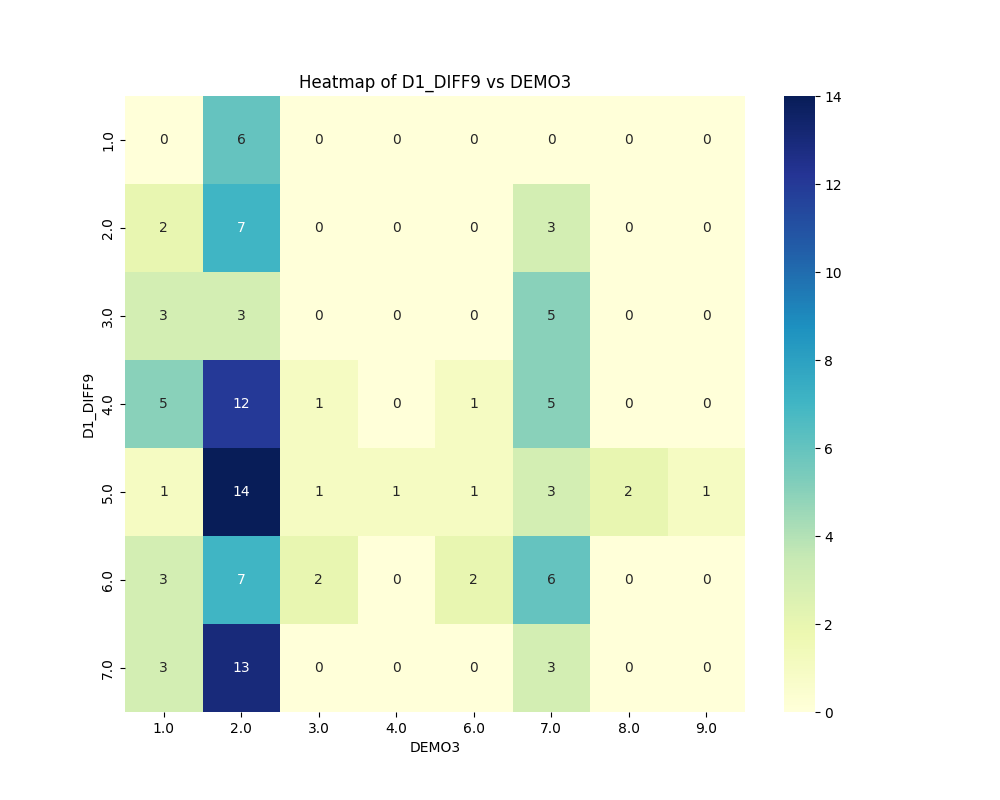 Heatmap of D1_DIFF9 vs DEMO3
14
1.0 0 6 0 0 0 0 0 0
12
2.0 2 7 0 0 0 3 0 0
10
3.0 3 3 0 0 0 5 0 0
8
D1_DIFF9
4.0 5 12 1 0 1 5 0 0
6
5.0 1 14 1 1 1 3 2 1
4
6.0 3 7 2 0 2 6 0 0
2
7.0 3 13 0 0 0 3 0 0
0
1.0 2.0 3.0 4.0 6.0 7.0 8.0 9.0
DEMO3